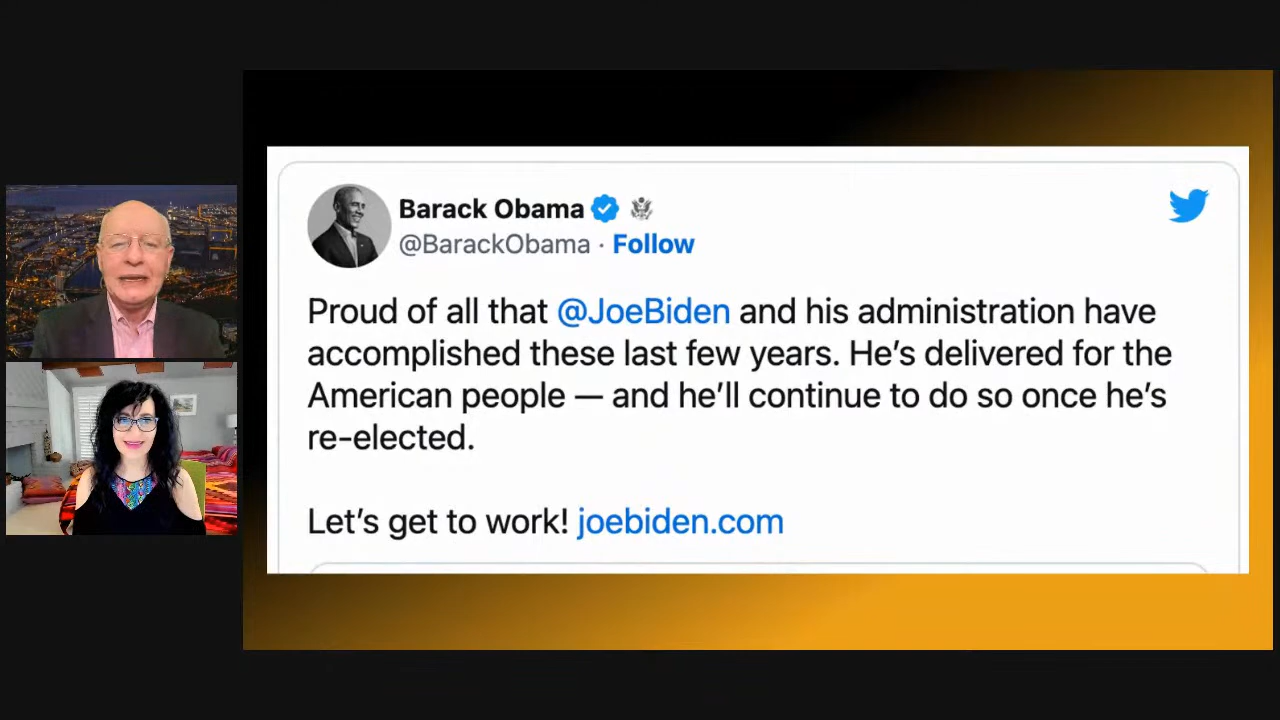 Barack Obama
@BarackObama · Follow
Proud of all that @JoeBiden and his administration have
accomplished these last few years. He’s delivered for the
American people — and he’ll continue to do so once he’s
re-elected.
Let’s get to work! joebiden.com